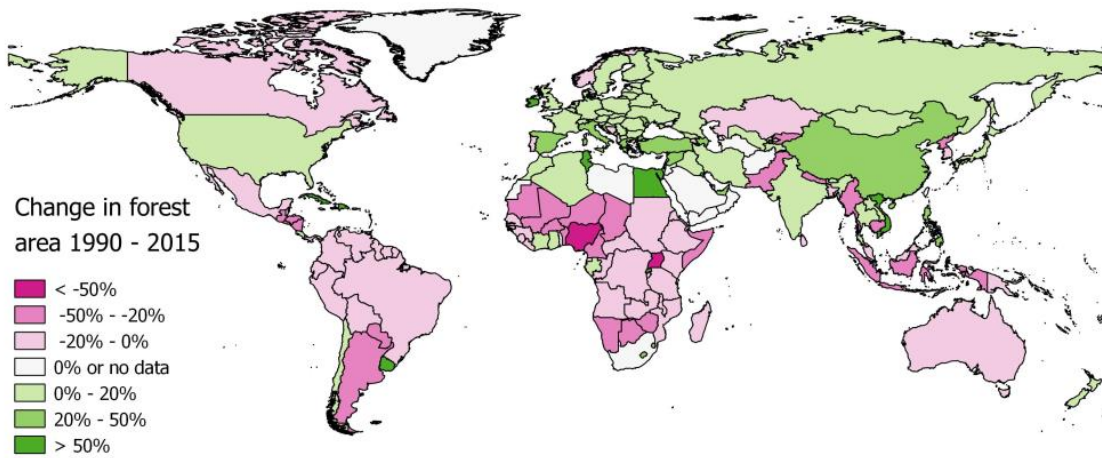 Change in forest
area 1990 - 2015
< -50%
-50% - -20%
-20% - 0%
0% or no data
0% - 20%
20% - 50%
> 50%